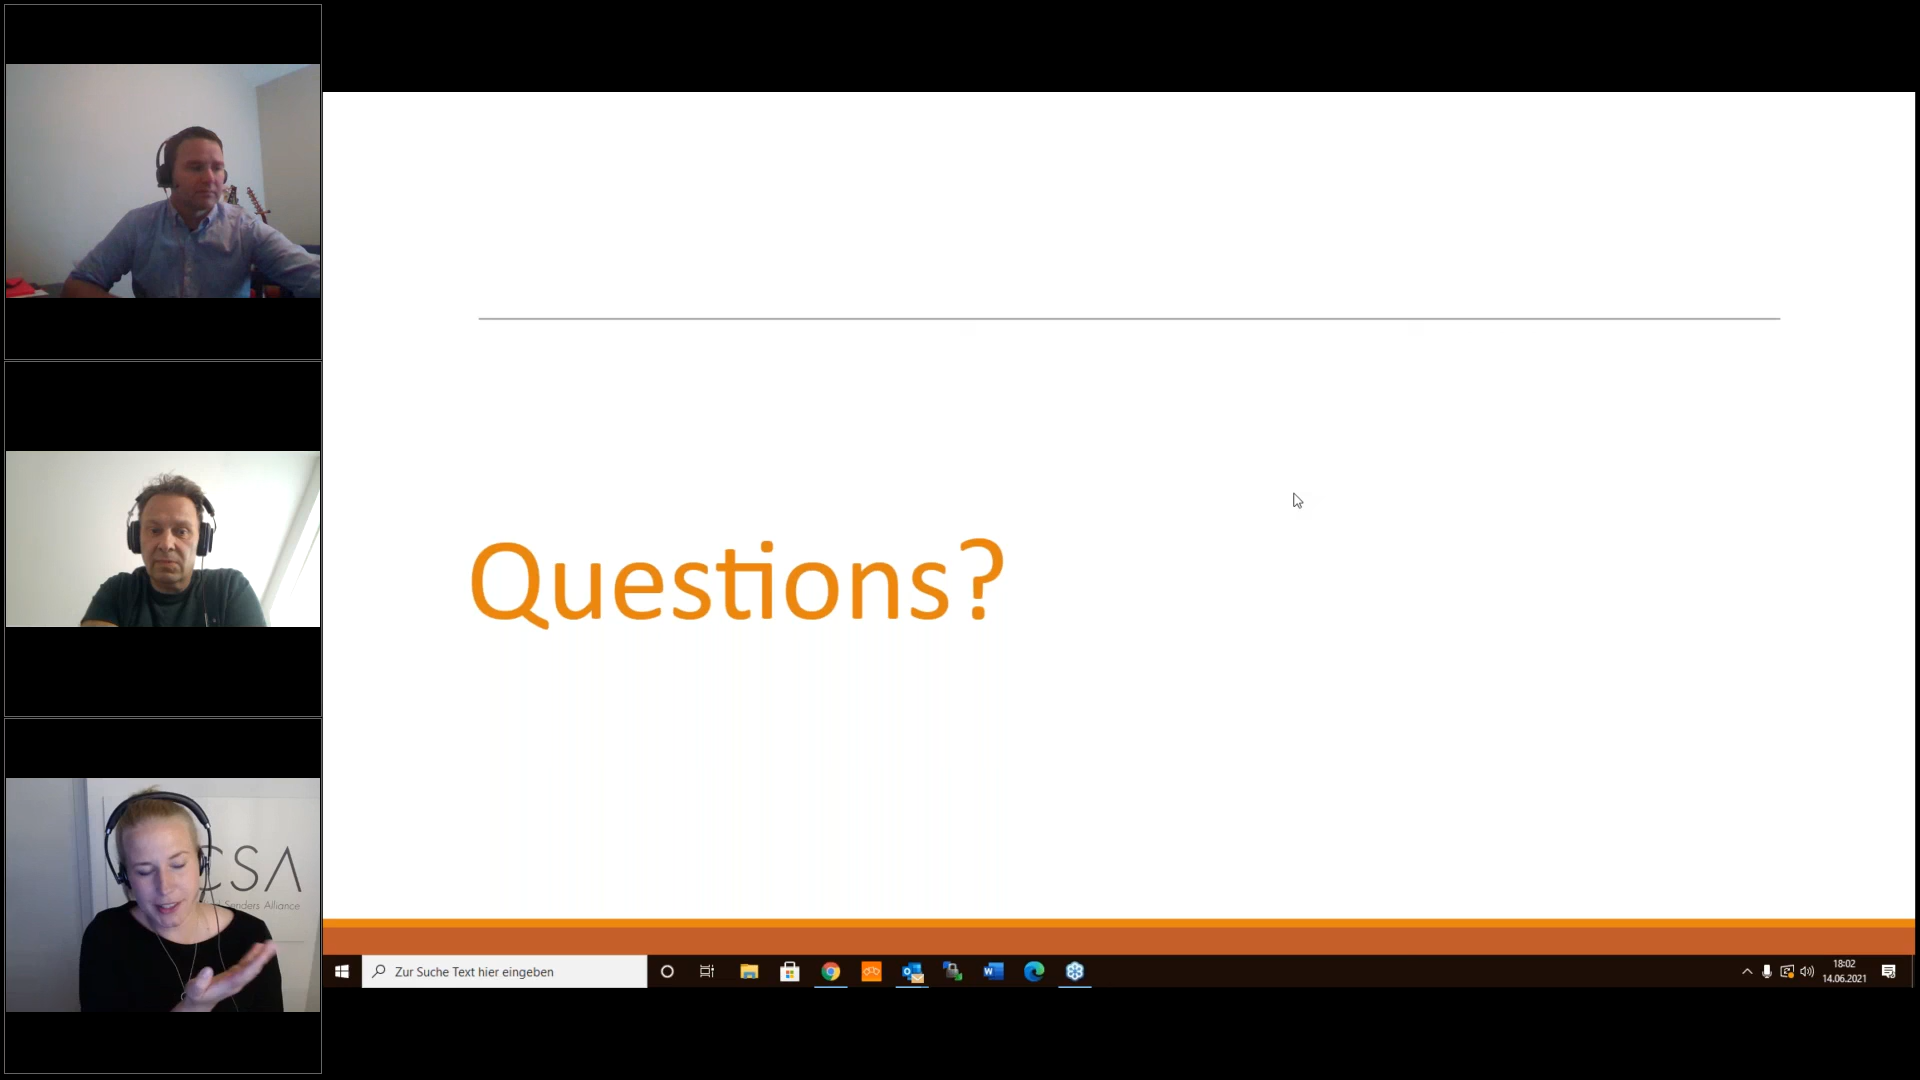 CSA
Senders Alliance
Questions?
Zur Suche Text hier eingeben
18:02
14.06.2021